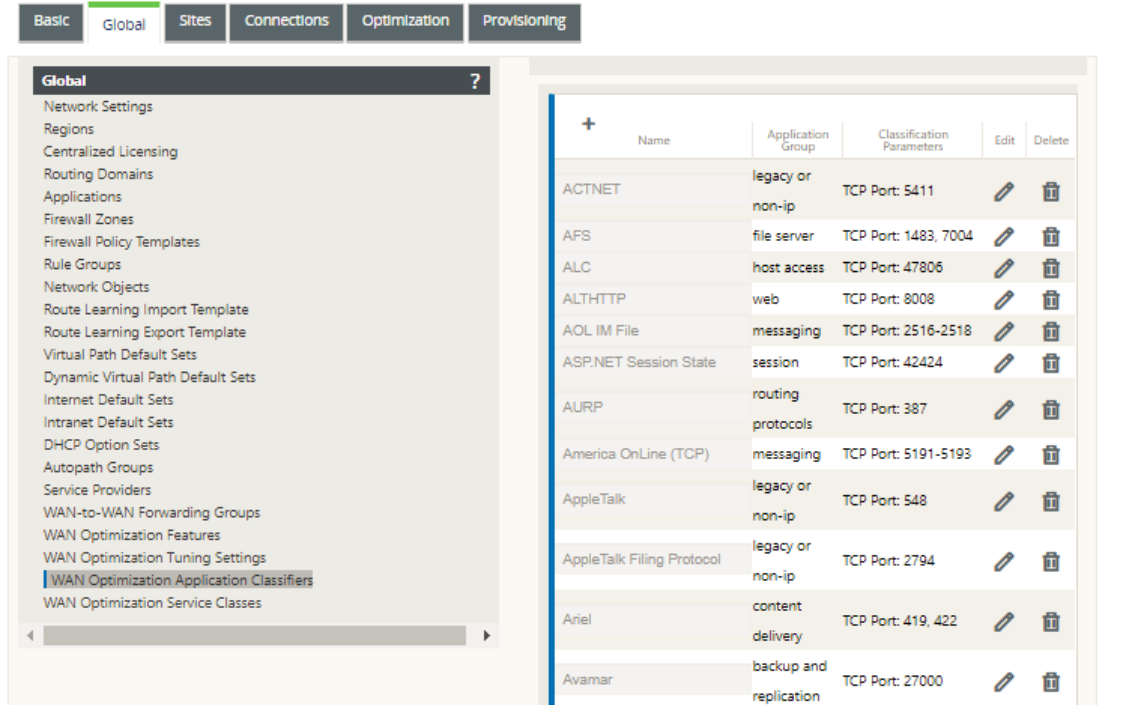 Basic Global Sites Connections Optimization Provisioning
Global ?
Network Settings
Regions
Centralized Licensing
Routing Domains
Applications
Firewall Zones
Firewall Policy Templates
Rule Groups
Network Objects
Route Learning Import Template
Route Learning Export Template
Virtual Path Default Sets
Dynamic Virtual Path Default Sets
Internet Default Sets
Intranet Default Sets
DHCP Option Sets
Autopath Groups
Service Providers
WAN-to-WAN Forwarding Groups
WAN Optimization Features
WAN Optimization Tuning Settings
WAN Optimization Application Classifiers
WAN Optimization Service Classes
+
Name Application Group Classification Parameters Edit Delete
ACTNET legacy or non-ip TCP Port: 5411
AFS file server TCP Port: 1483, 7004
ALC host access TCP Port: 47806
ALTHTTP web TCP Port: 8008
AOL IM File messaging TCP Port: 2516-2518
ASP.NET Session State session TCP Port: 42424
AURP routing protocols TCP Port: 387
America OnLine (TCP) messaging TCP Port: 5191-5193
AppleTalk legacy or non-ip TCP Port: 548
AppleTalk Filing Protocol legacy or non-ip TCP Port: 2794
Ariel content delivery TCP Port: 419, 422
Avamar backup and replication TCP Port: 27000